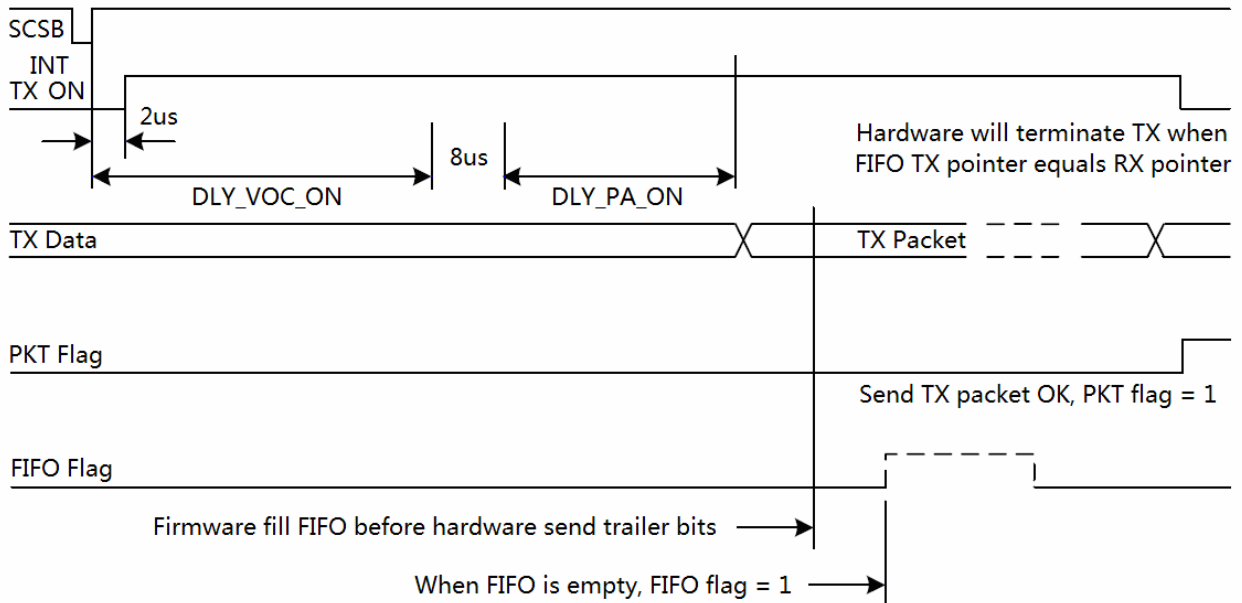 SCSB
INT
TX ON
2us
8us
DLY_VOC_ON
DLY_PA_ON
Hardware will terminate TX when
FIFO TX pointer equals RX pointer
TX Data
TX Packet
PKT Flag
Send TX packet OK, PKT flag = 1
FIFO Flag
Firmware fill FIFO before hardware send trailer bits
When FIFO is empty, FIFO flag = 1